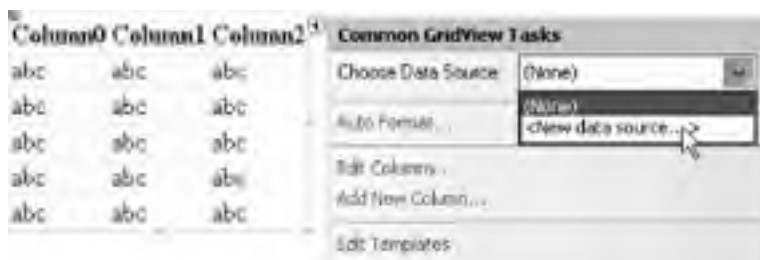 Column0 Column1 Column2
abc abc abc
abc abc abc
abc abc abc
abc abc abc
abc abc abc
Common GridView Tasks
Choose Data Source (None)
(None)
<New data source...>
Auto Format...
Edit Columns...
Add New Column...
Edit Templates